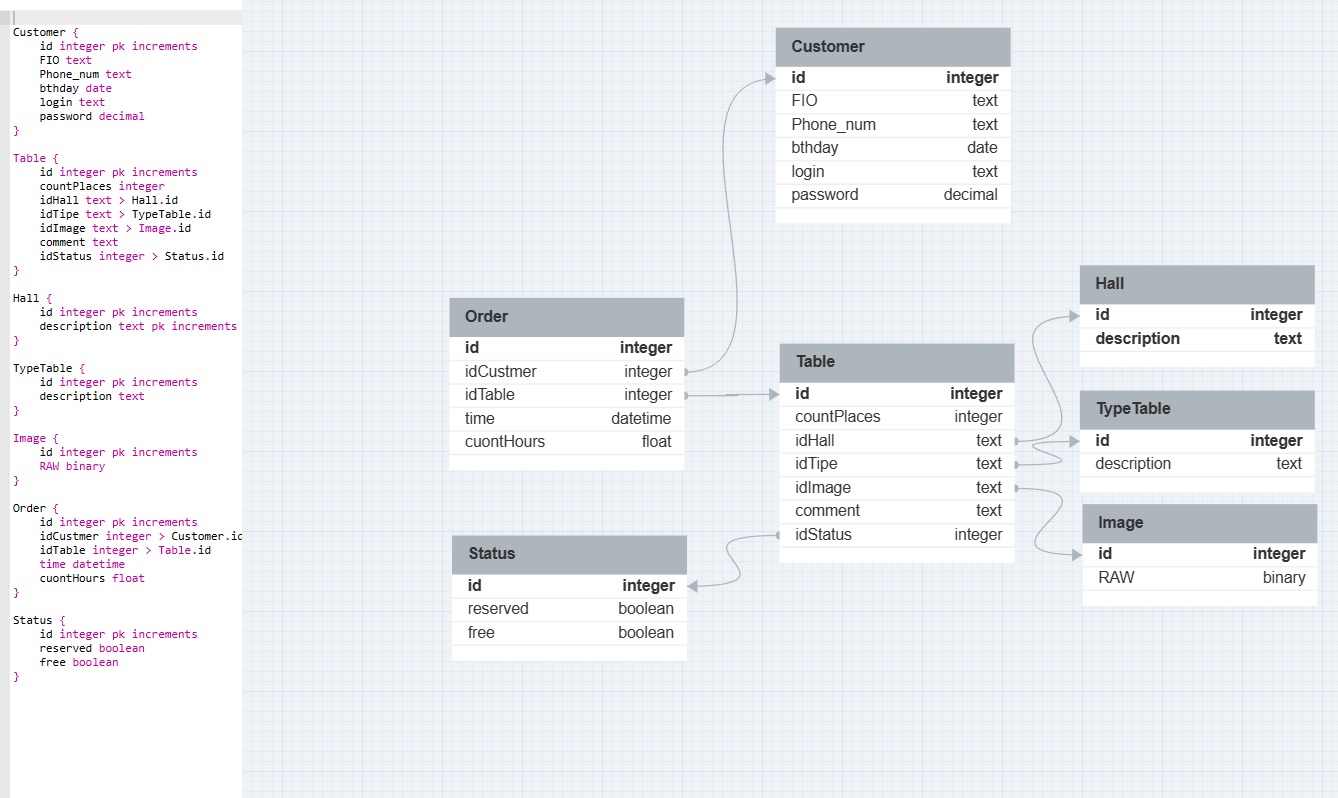 Customer {
id integer pk increments
FIO text
Phone_num text
bthday date
login text
password decimal
}
Table {
id integer pk increments
countPlaces integer
idHall text > Hall.id
idTipe text > TypeTable.id
idImage text > Image.id
comment text
idStatus integer > Status.id
}
Hall {
id integer pk increments
description text pk increments
}
TypeTable {
id integer pk increments
description text
}
Image {
id integer pk increments
RAW binary
}
Order {
id integer pk increments
idCustmer integer > Customer.id
idTable integer > Table.id
time datetime
cuontHours float
}
Status {
id integer pk increments
reserved boolean
free boolean
}
Customer
id integer
FIO text
Phone_num text
bthday date
login text
password decimal
Order
id integer
idCustmer integer
idTable integer
time datetime
cuontHours float
Table
id integer
countPlaces integer
idHall text
idTipe text
idImage text
comment text
idStatus integer
Hall
id integer
description text
TypeTable
id integer
description text
Image
id integer
RAW binary
Status
id integer
reserved boolean
free boolean